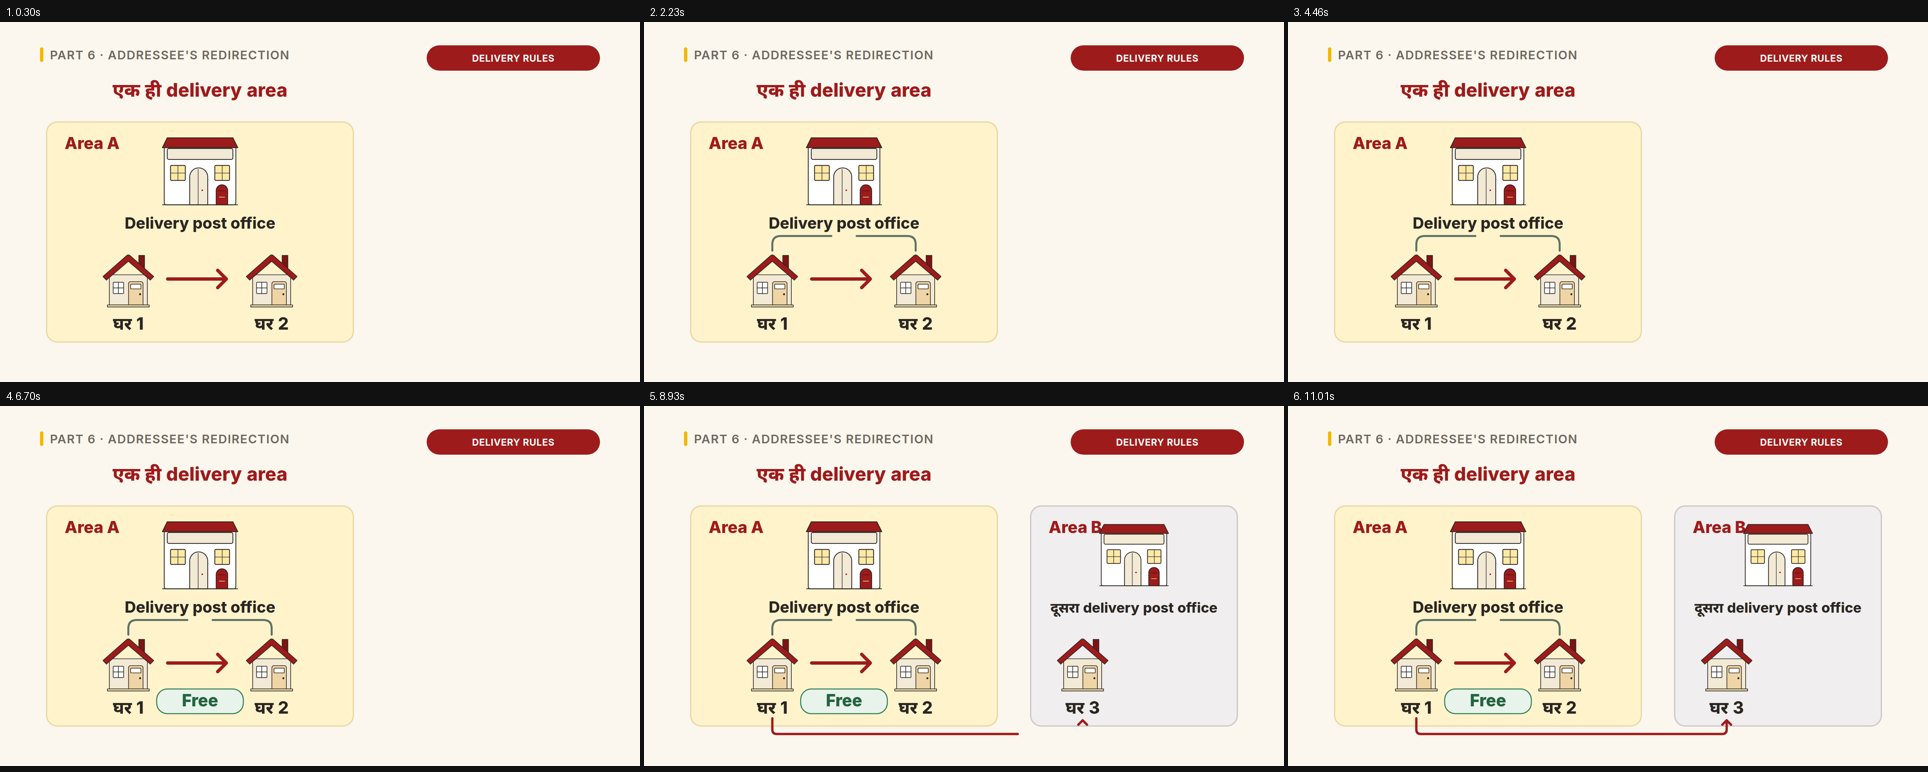 1. 0.30s
PART 6 · ADDRESSEE'S REDIRECTION
DELIVERY RULES
एक ही delivery area
Area A
Delivery post office
घर 1
घर 2
2. 2.23s
PART 6 · ADDRESSEE'S REDIRECTION
DELIVERY RULES
एक ही delivery area
Area A
Delivery post office
घर 1
घर 2
3. 4.46s
PART 6 · ADDRESSEE'S REDIRECTION
DELIVERY RULES
एक ही delivery area
Area A
Delivery post office
घर 1
घर 2
4. 6.70s
PART 6 · ADDRESSEE'S REDIRECTION
DELIVERY RULES
एक ही delivery area
Area A
Delivery post office
Free
घर 1
घर 2
5. 8.93s
PART 6 · ADDRESSEE'S REDIRECTION
DELIVERY RULES
एक ही delivery area
Area A
Delivery post office
Free
घर 1
घर 2
Area B
दूसरा delivery post office
घर 3
6. 11.01s
PART 6 · ADDRESSEE'S REDIRECTION
DELIVERY RULES
एक ही delivery area
Area A
Delivery post office
Free
घर 1
घर 2
Area B
दूसरा delivery post office
घर 3